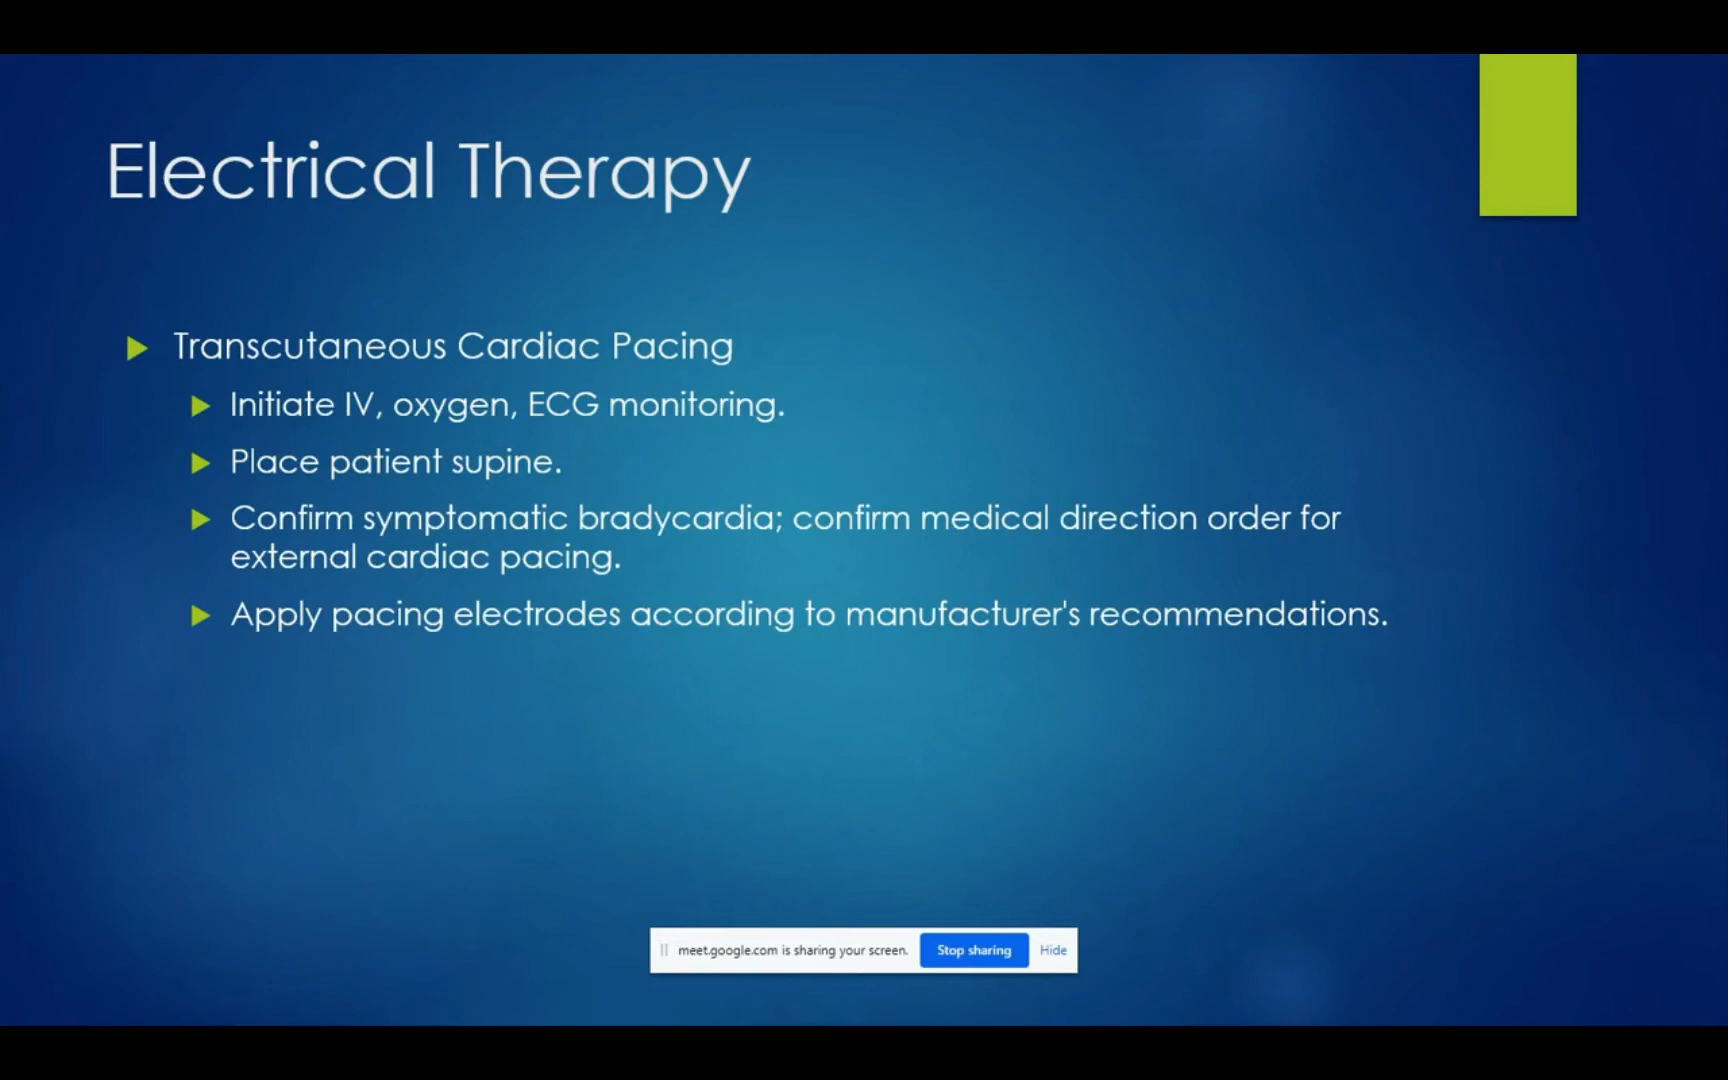 Electrical Therapy
Transcutaneous Cardiac Pacing
Initiate IV, oxygen, ECG monitoring.
Place patient supine.
Confirm symptomatic bradycardia; confirm medical direction order for
external cardiac pacing.
Apply pacing electrodes according to manufacturer's recommendations.
meet.google.com is sharing your screen. Stop sharing Hide